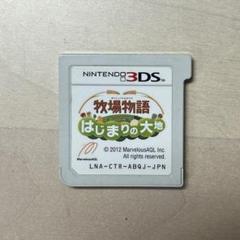 NINTENDO 3DS
牧場物語
はじまりの大地
© 2012 MarvelousAQL Inc.
All rights reserved.
MarvelousAQL
LNA-CTR-ABQJ-JPN